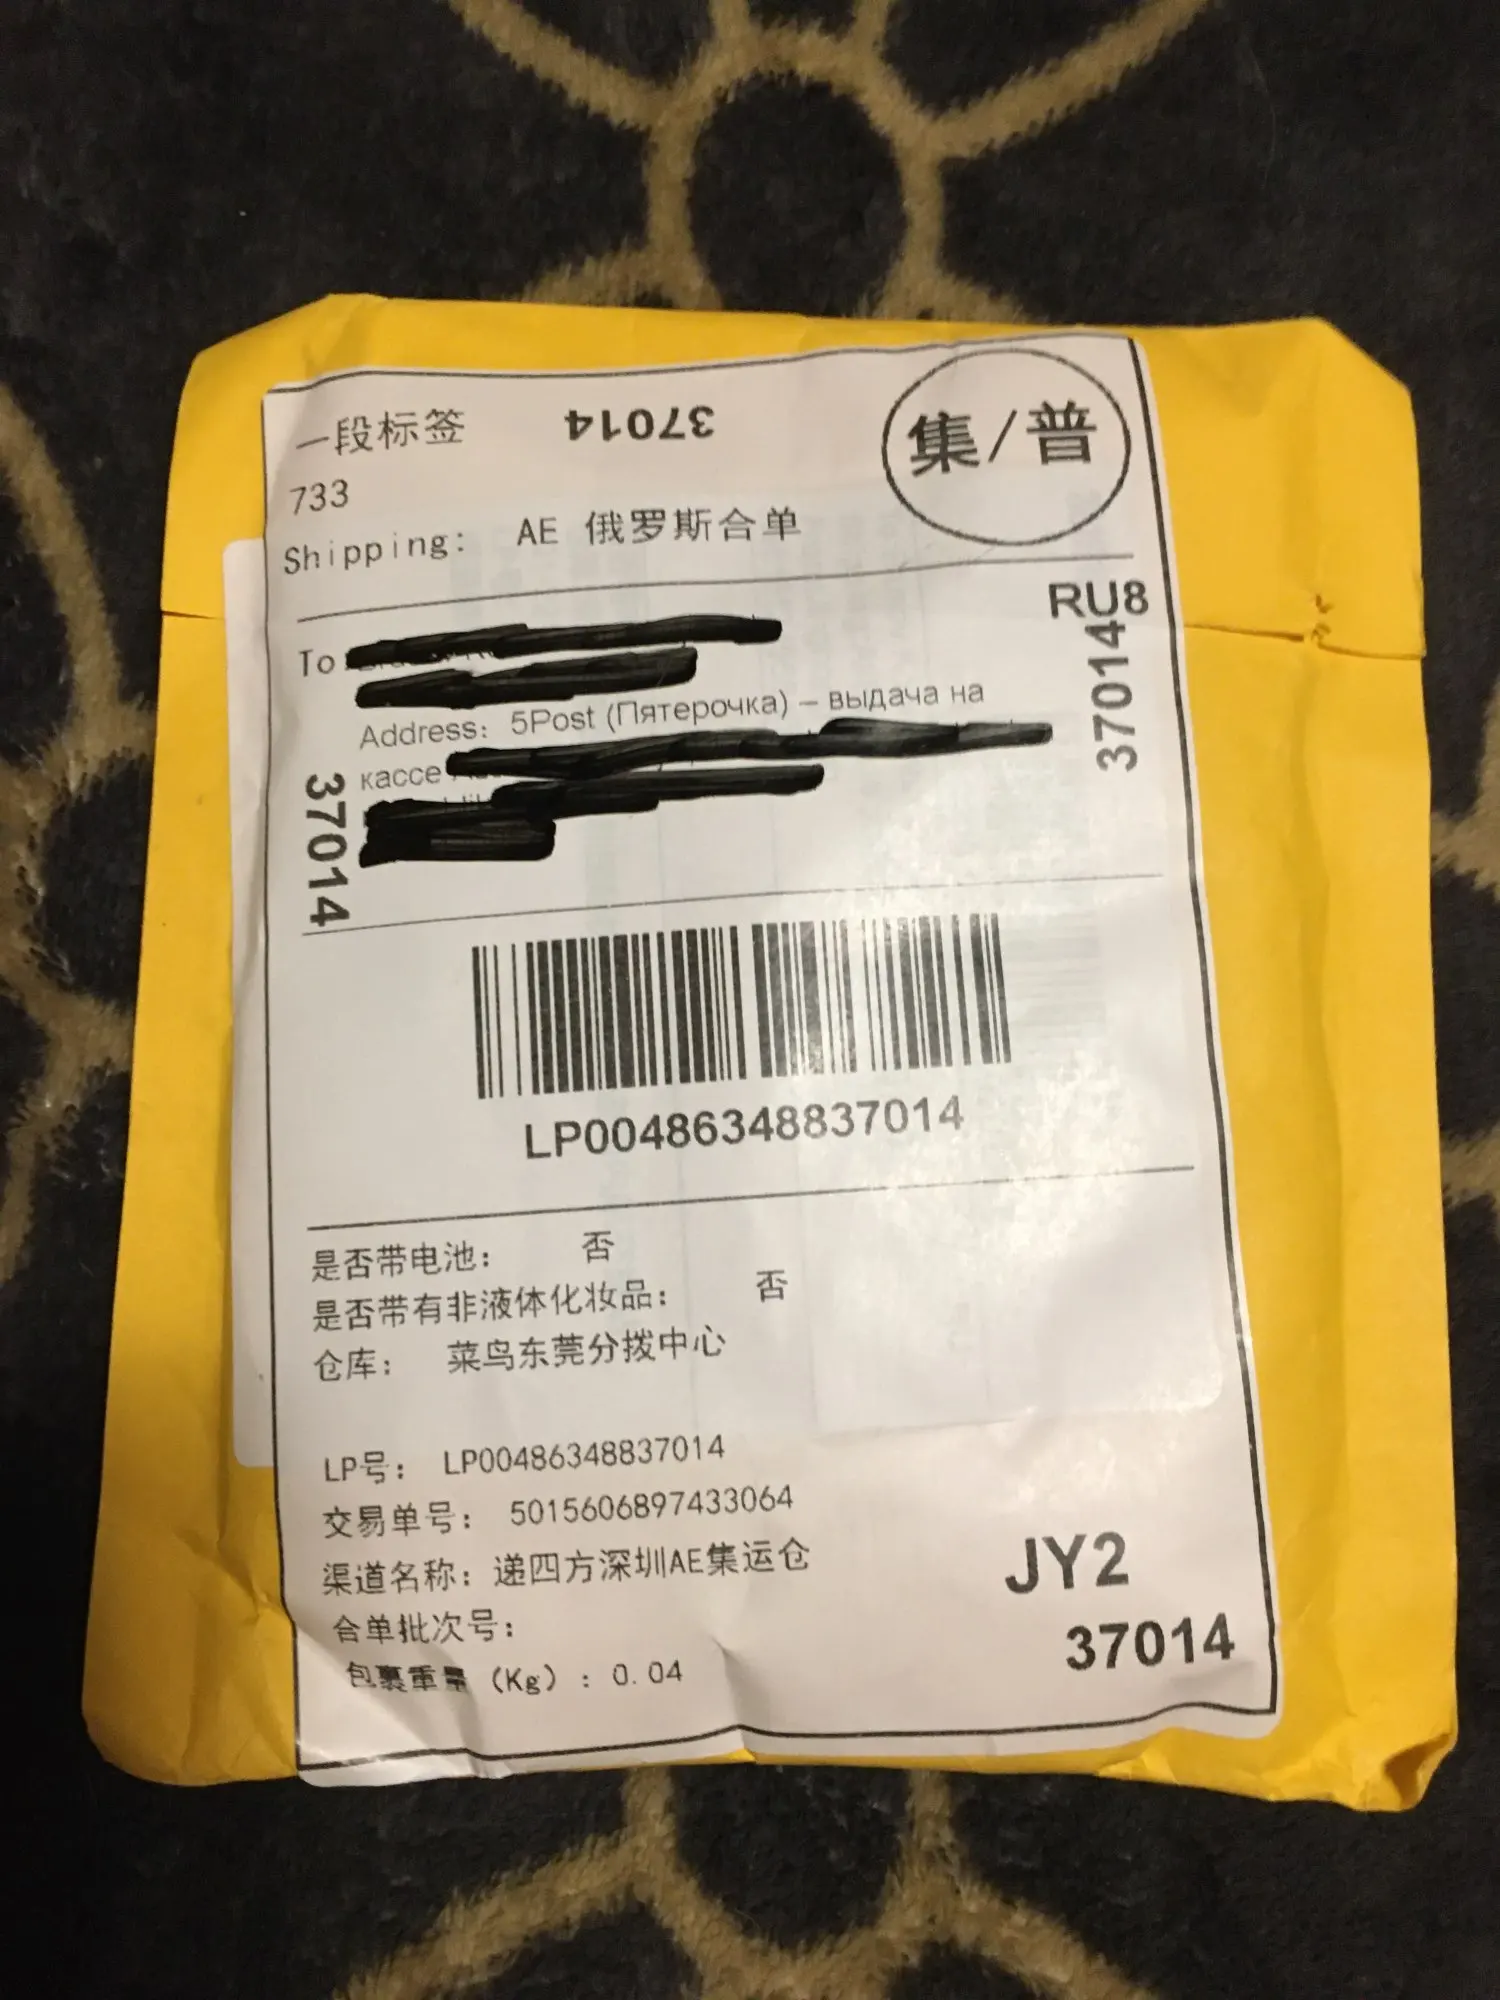 一段标签
37014
集/普
733
Shipping: AE 俄罗斯合单
RU8
To
37014
Address: 5Post (Пятерочка) – выдача на
кассе
37014
LP00486348837014
是否带电池: 否
是否带有非液体化妆品: 否
仓库: 菜鸟东莞分拨中心
LP号: LP00486348837014
交易单号: 5015606897433064
渠道名称: 递四方深圳AE集运仓
JY2
合单批次号:
37014
包裹重量 (Kg) : 0.04